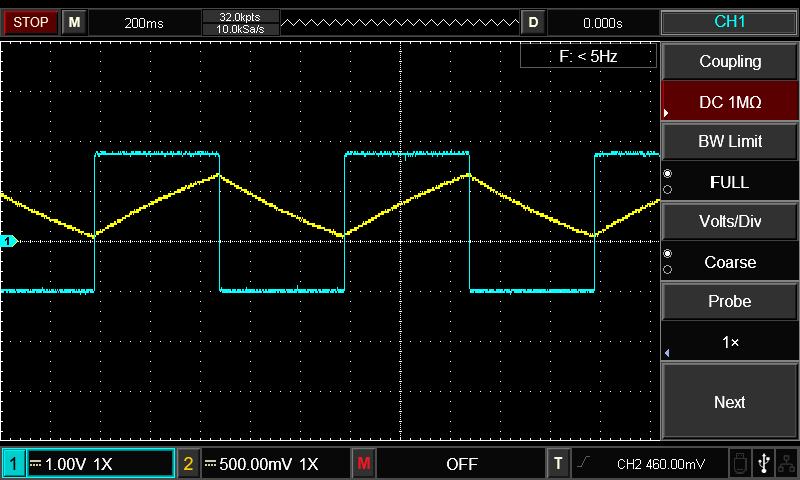 STOP M 200ms 32.0kpts D 0.000s CH1
10.0kSa/s
F: < 5Hz
Coupling
DC 1MΩ
BW Limit
FULL
Volts/Div
1
Coarse
Probe
1×
Next
1 1.00V 1X 2 500.00mV 1X M OFF T CH2 460.00mV